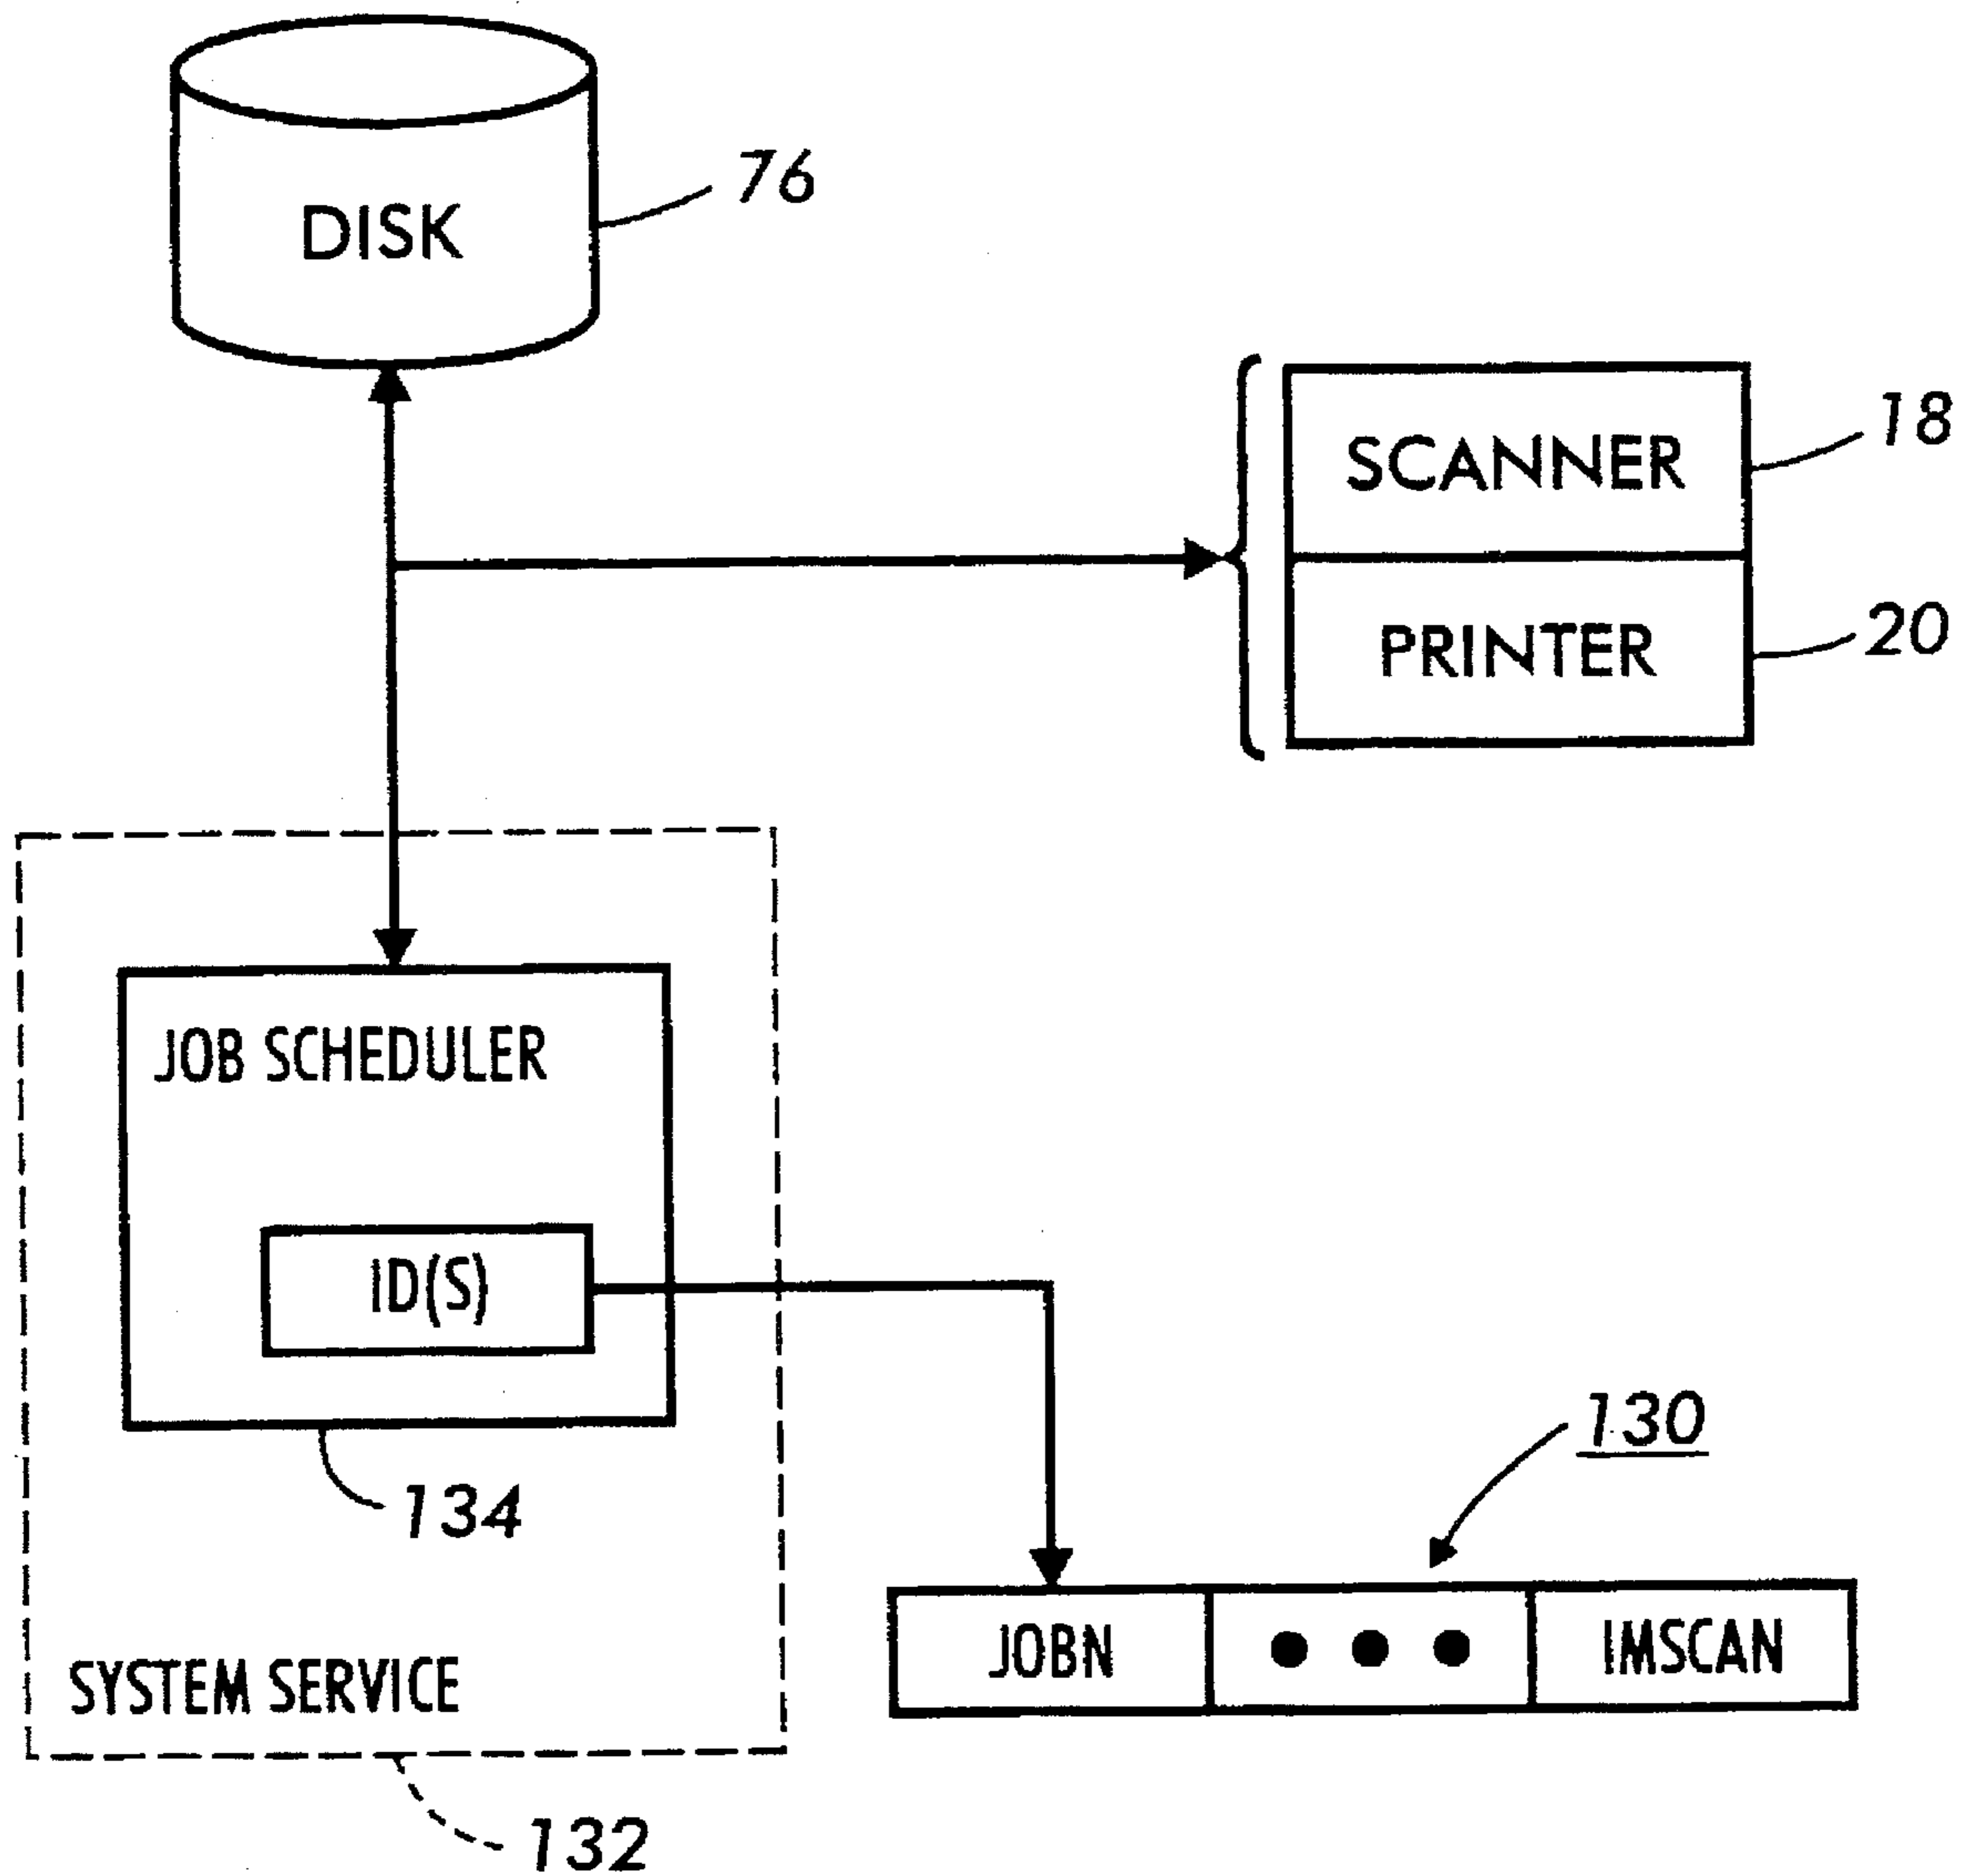 76
DISK
18
SCANNER
20
PRINTER
JOB SCHEDULER
ID(S)
134
130
JOBN
IMSCAN
SYSTEM SERVICE
132